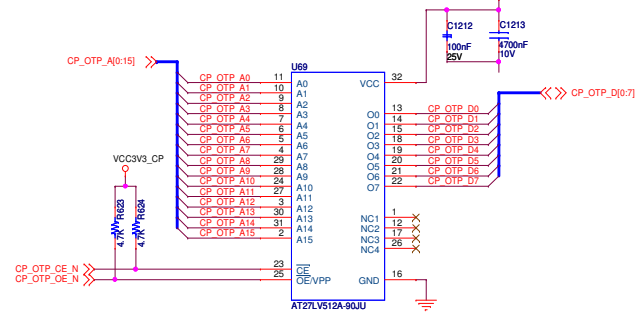 C1212
100nF
25V
C1213
4700nF
10V
CP_OTP_A[0:15]
U69
CP_OTP_D[0:7]
CP_OTP_A0 11 A0
CP_OTP_A1 10 A1
CP_OTP_A2 9 A2
CP_OTP_A3 8 A3
CP_OTP_A4 7 A4
CP_OTP_A5 6 A5
CP_OTP_A6 5 A6
CP_OTP_A7 4 A7
CP_OTP_A8 29 A8
CP_OTP_A9 28 A9
CP_OTP_A10 24 A10
CP_OTP_A11 27 A11
CP_OTP_A12 3 A12
CP_OTP_A13 30 A13
CP_OTP_A14 31 A14
CP_OTP_A15 2 A15
VCC 32
O0 13 CP_OTP_D0
O1 14 CP_OTP_D1
O2 15 CP_OTP_D2
O3 18 CP_OTP_D3
O4 19 CP_OTP_D4
O5 20 CP_OTP_D5
O6 21 CP_OTP_D6
O7 22 CP_OTP_D7
NC1 1
NC2 12
NC3 17
NC4 26
VCC3V3_CP
R623
4.7K
R624
4.7K
CP_OTP_CE_N 23 CE
CP_OTP_OE_N 25 OE/VPP
GND 16
AT27LV512A-90JU